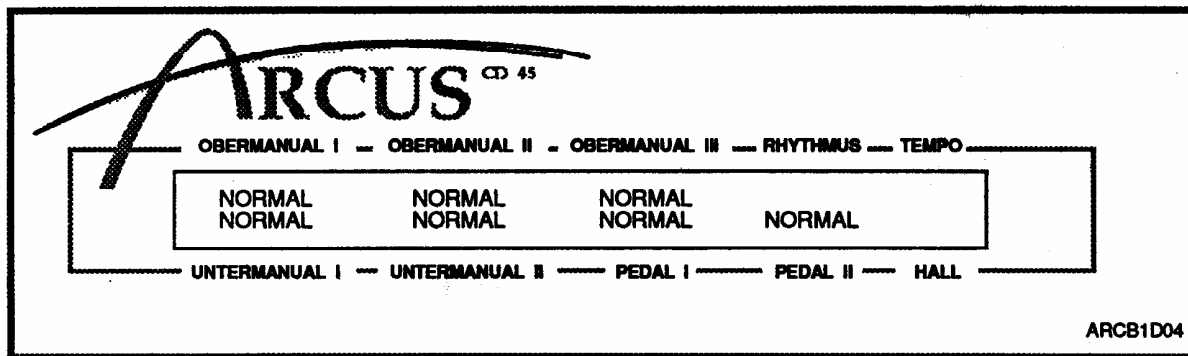 ARCUS CD 45
OBERMANUAL I OBERMANUAL II OBERMANUAL III RHYTHMUS TEMPO
NORMAL NORMAL NORMAL
NORMAL NORMAL NORMAL NORMAL
UNTERMANUAL I UNTERMANUAL II PEDAL I PEDAL II HALL
ARCB1D04